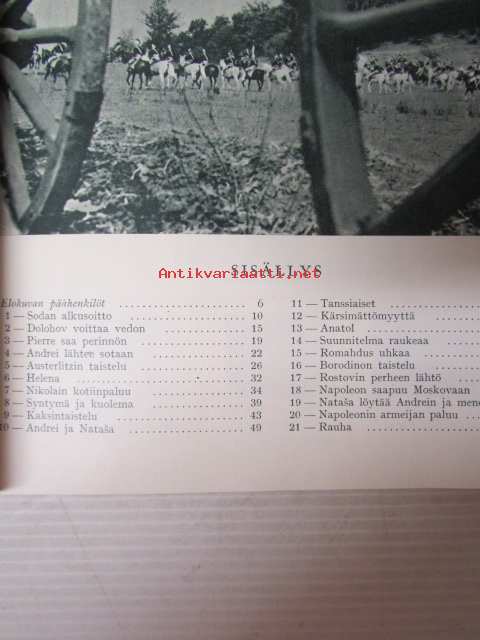 SISÄLLYS
Antikvariaatti.net
Elokuvan päähenkilöt 6
1 — Sodan alkusoitto 10
2 — Dolohov voittaa vedon 15
3 — Pierre saa perinnön 19
4 — Andrei lähtee sotaan 22
5 — Austerlitzin taistelu 26
6 — Helena 32
7 — Nikolain kotiinpaluu 34
8 — Syntymä ja kuolema 39
9 — Kaksintaistelu 43
10 — Andrei ja Nataša 49
11 — Tanssiaiset
12 — Kärsimättömyyttä
13 — Anatol
14 — Suunnitelma raukeaa
15 — Romahdus uhkaa
16 — Borodinon taistelu
17 — Rostovin perheen lähtö
18 — Napoleon saapuu Moskovaan
19 — Nataša löytää Andrein ja
20 — Napoleonin armeijan paluu
21 — Rauha